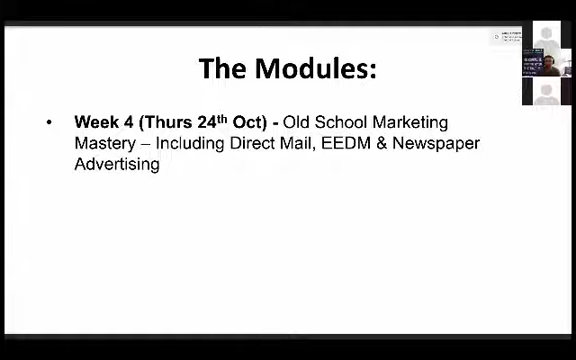 The Modules:
• Week 4 (Thurs 24th Oct) - Old School Marketing
Mastery – Including Direct Mail, EEDM & Newspaper
Advertising